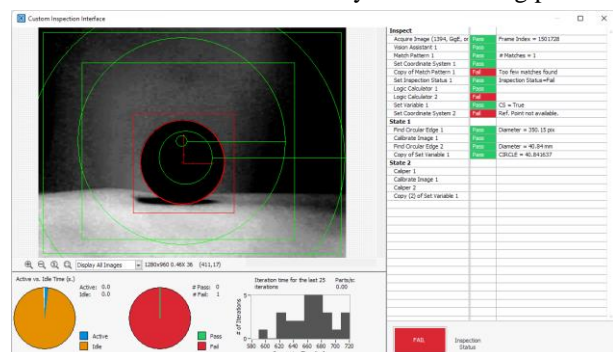 Custom Inspection Interface
Inspect
Acquire Image (1394, GigE, or Pass Frame Index = 1501728
Vision Assistant 1 Pass
Match Pattern 1 Pass # Matches = 1
Set Coordinate System 1 Pass
Copy of Match Pattern 1 Fail Too few matches found
Set Inspection Status 1 Pass Inspection Status=Fail
Logic Calculator 1 Pass
Logic Calculator 2 Fail
Set Variable 1 Pass CS = True
Set Coordinate System 2 Fail Ref. Point not available.
State 1
Find Circular Edge 1 Pass Diameter = 350.15 pix
Calibrate Image 1 Pass
Find Circular Edge 2 Pass Diameter = 40.84 mm
Copy of Set Variable 1 Pass CIRCLE = 40.841637
State 2
Caliper 1
Calibrate Image 1
Caliper 2
Copy (2) of Set Variable 1
Display All Images 1280x960 0.46X 36 (411,17)
Active vs. Idle Time (s.)
Active: 0.0
Idle: 0.0
Active
Idle
# Pass: 0
# Fail: 1
Pass
Fail
Iteration time for the last 25 iterations
Parts/s:
0.00
# of Iterations
5
0
580 600 620 640 660 680 700 720
FAIL
Inspection
Status